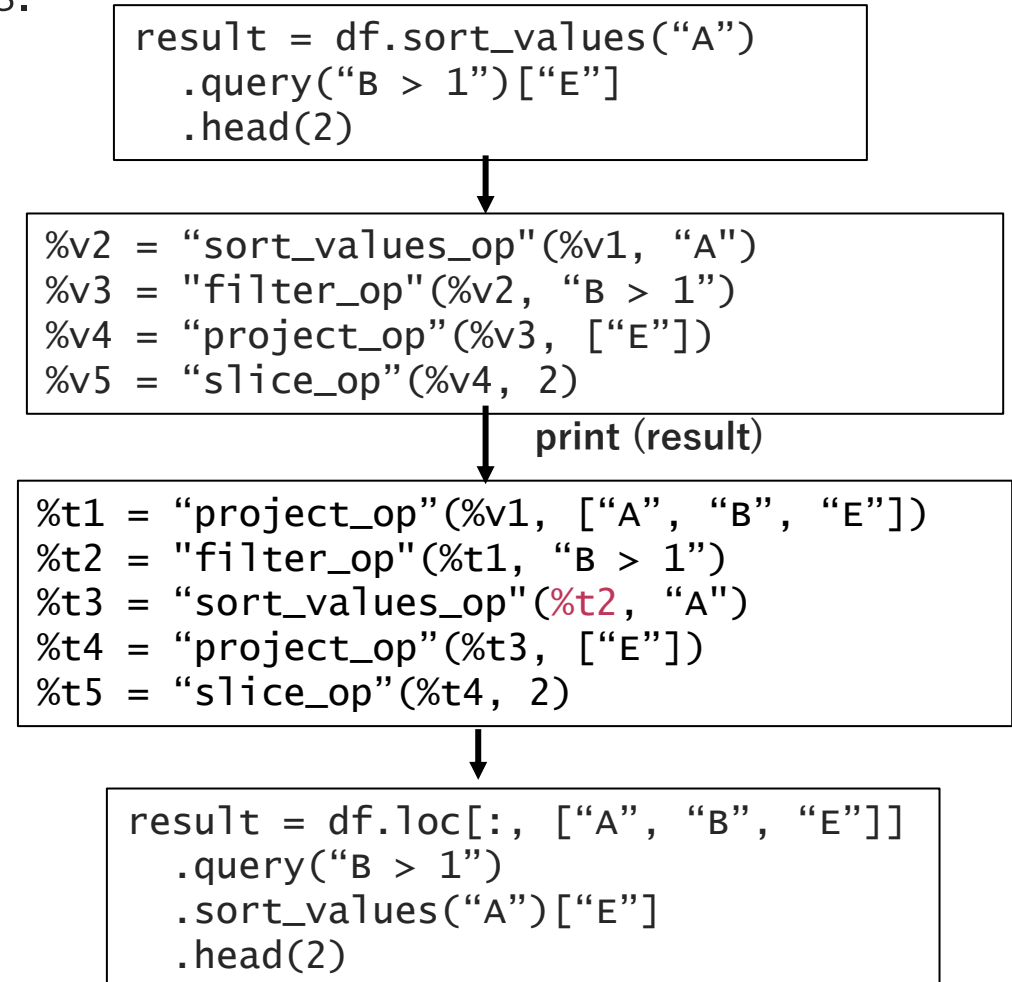 result = df.sort_values(“A”)
.query(“B > 1”)[“E”]
.head(2)
%v2 = “sort_values_op"(%v1, “A")
%v3 = "filter_op"(%v2, “B > 1”)
%v4 = “project_op”(%v3, [“E”])
%v5 = “slice_op”(%v4, 2)
print (result)
%t1 = “project_op”(%v1, [“A”, “B”, “E”])
%t2 = "filter_op"(%t1, “B > 1”)
%t3 = “sort_values_op"(%t2, “A")
%t4 = “project_op”(%t3, [“E”])
%t5 = “slice_op”(%t4, 2)
result = df.loc[:, [“A”, “B”, “E”]]
.query(“B > 1”)
.sort_values(“A”)[“E”]
.head(2)